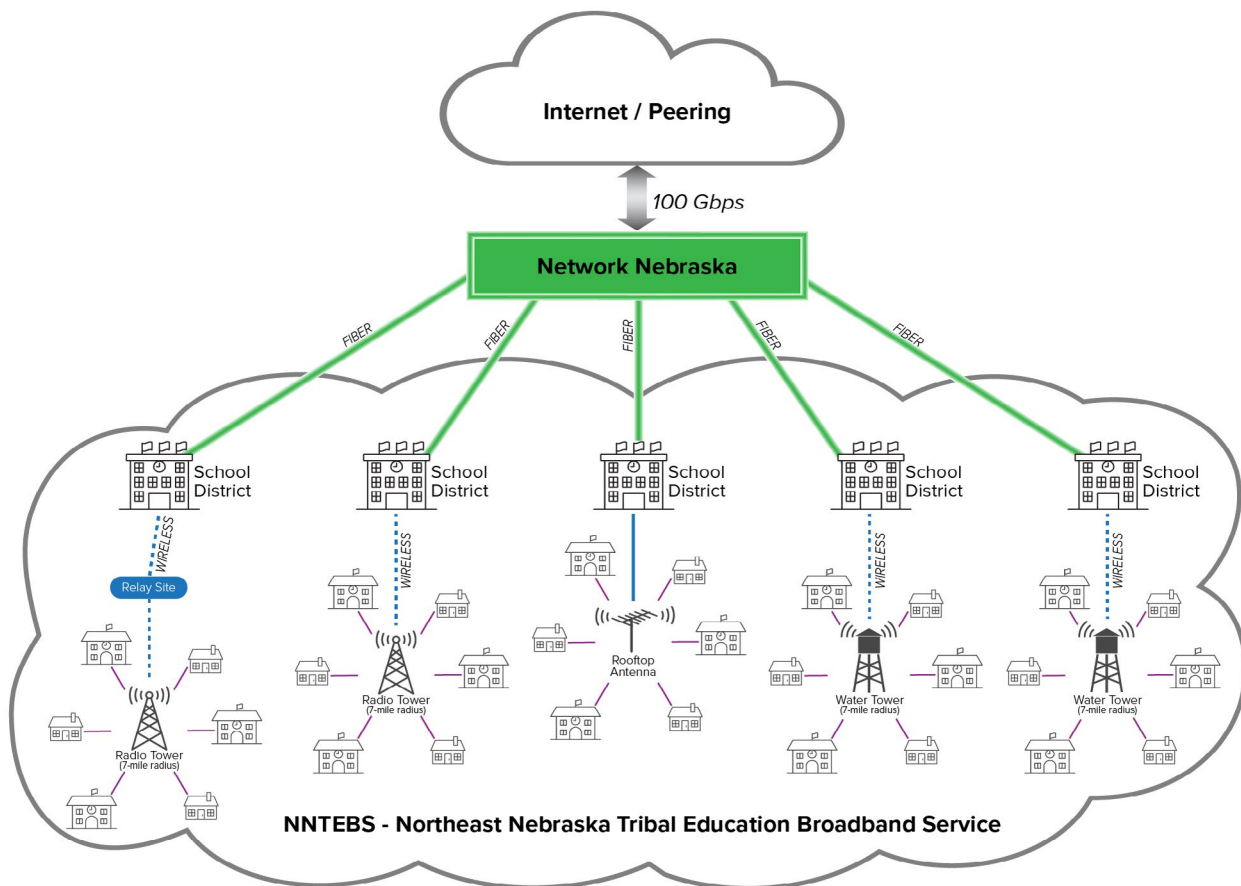 Internet / Peering
100 Gbps
Network Nebraska
FIBER
FIBER
FIBER
FIBER
FIBER
School
District
School
District
School
District
School
District
School
District
WIRELESS
WIRELESS
WIRELESS
WIRELESS
Relay Site
Radio Tower
(7-mile radius)
Radio Tower
(7-mile radius)
Rooftop
Antenna
Water Tower
(7-mile radius)
Water Tower
(7-mile radius)
NNTEBS - Northeast Nebraska Tribal Education Broadband Service